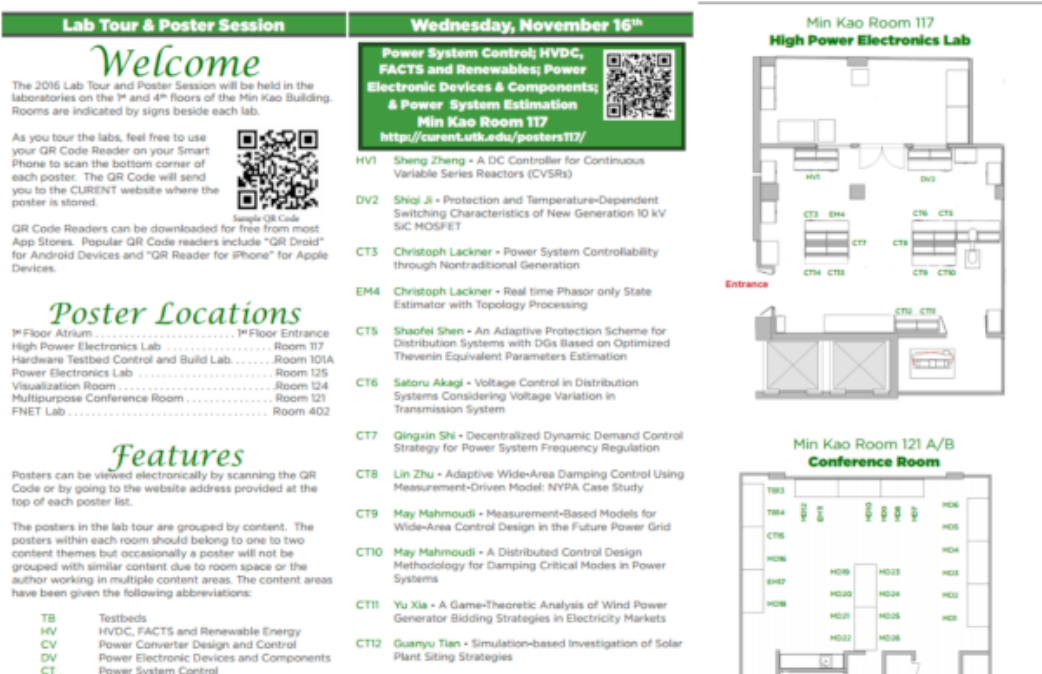 Lab Tour & Poster Session
Welcome
The 2016 Lab Tour and Poster Session will be held in the
laboratories on the 1st and 4th floors of the Min Kao Building.
Rooms are indicated by signs beside each lab.
As you tour the labs, feel free to use
your QR Code Reader on your Smart
Phone to scan the bottom corner of
each poster. The QR Code will send
you to the CURENT website where the
poster is stored.
Sample QR Code
QR Code Readers can be downloaded for free from most
App Stores. Popular QR Code readers include "QR Droid"
for Android Devices and "QR Reader for iPhone" for Apple
Devices.
Poster Locations
1st Floor Atrium . . . . . . . . . . . . . . . . . . . . . . . 1st Floor Entrance
High Power Electronics Lab . . . . . . . . . . . . . . . . . . Room 117
Hardware Testbed Control and Build Lab. . . . . . . .Room 101A
Power Electronics Lab . . . . . . . . . . . . . . . . . . . . . . Room 125
Visualization Room . . . . . . . . . . . . . . . . . . . . . . . . .Room 124
Multipurpose Conference Room . . . . . . . . . . . . . . Room 121
FNET Lab . . . . . . . . . . . . . . . . . . . . . . . . . . . . . . . Room 402
Features
Posters can be viewed electronically by scanning the QR
Code or by going to the website address provided at the
top of each poster list.
The posters in the lab tour are grouped by content. The
posters within each room should belong to one to two
content themes but occasionally a poster will not be
grouped with similar content due to room space or the
author working in multiple content areas. The content areas
have been given the following abbreviations:
TB Testbeds
HV HVDC, FACTS and Renewable Energy
CV Power Converter Design and Control
DV Power Electronic Devices and Components
CT Power System Control
Wednesday, November 16th
Power System Control; HVDC,
FACTS and Renewables; Power
Electronic Devices & Components;
& Power System Estimation
Min Kao Room 117
http://curent.utk.edu/posters117/
HV1 Sheng Zheng - A DC Controller for Continuous
Variable Series Reactors (CVSRs)
DV2 Shiqi Ji - Protection and Temperature-Dependent
Switching Characteristics of New Generation 10 kV
SiC MOSFET
CT3 Christoph Lackner - Power System Controllability
through Nontraditional Generation
EM4 Christoph Lackner - Real time Phasor only State
Estimator with Topology Processing
CT5 Shaofei Shen - An Adaptive Protection Scheme for
Distribution Systems with DGs Based on Optimized
Thevenin Equivalent Parameters Estimation
CT6 Satoru Akagi - Voltage Control in Distribution
Systems Considering Voltage Variation in
Transmission System
CT7 Qingxin Shi - Decentralized Dynamic Demand Control
Strategy for Power System Frequency Regulation
CT8 Lin Zhu - Adaptive Wide-Area Damping Control Using
Measurement-Driven Model: NYPA Case Study
CT9 May Mahmoudi - Measurement-Based Models for
Wide-Area Control Design in the Future Power Grid
CT10 May Mahmoudi - A Distributed Control Design
Methodology for Damping Critical Modes in Power
Systems
CT11 Yu Xia - A Game-Theoretic Analysis of Wind Power
Generator Bidding Strategies in Electricity Markets
CT12 Guanyu Tian - Simulation-based Investigation of Solar
Plant Siting Strategies
Min Kao Room 117
High Power Electronics Lab
HV1 DV2
CT3 EM4 CT6 CT5
CT7 CT8
CT14 CT13 CT9 CT10
Entrance
CT12 CT11
Min Kao Room 121 A/B
Conference Room
TB13
TB14
CT15
MD16
EM17
MD18
MD12 EM11 MD10 MD9 MD8 MD7
MD6
MD5
MD4
MD3
MD2
MD1
MD19 MD23
MD20 MD24
MD21 MD25
MD22 MD26